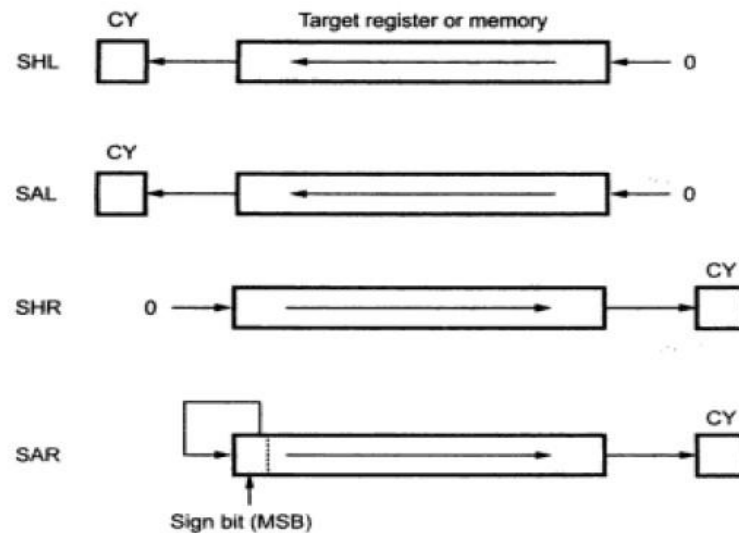 CY Target register or memory
SHL 0
CY
SAL 0
CY
SHR 0
CY
SAR
Sign bit (MSB)